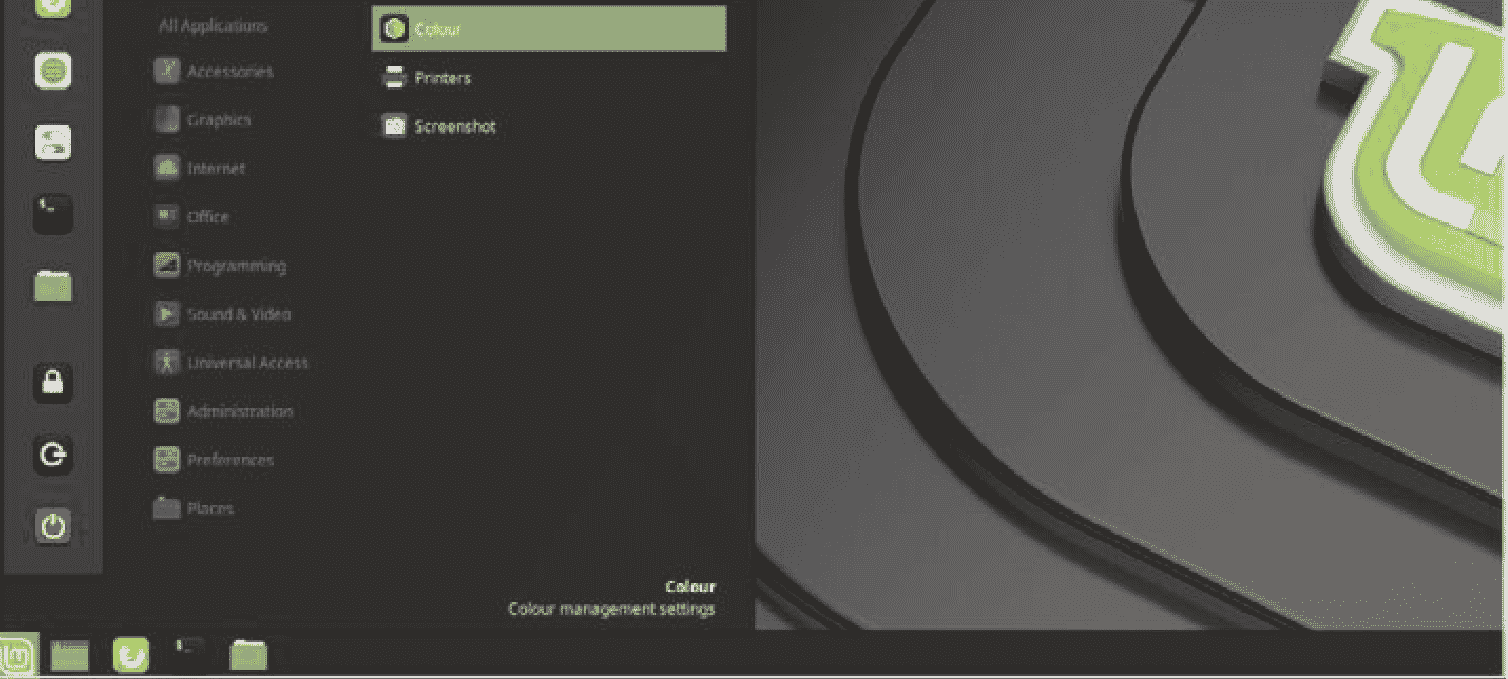 All Applications
Accessories
Graphics
Internet
Office
Programming
Sound & Video
Universal Access
Administration
Preferences
Places
Colour
Printers
Screenshot
Colour
Colour management settings